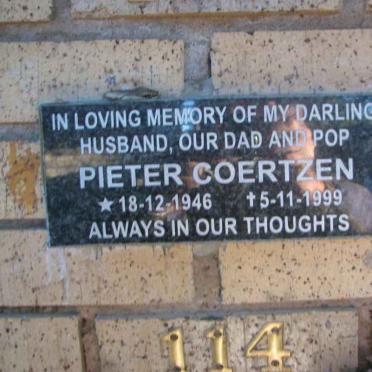 IN LOVING MEMORY OF MY DARLING
HUSBAND, OUR DAD AND POP
PIETER COERTZEN
★18-12-1946 ✝5-11-1999
ALWAYS IN OUR THOUGHTS
114